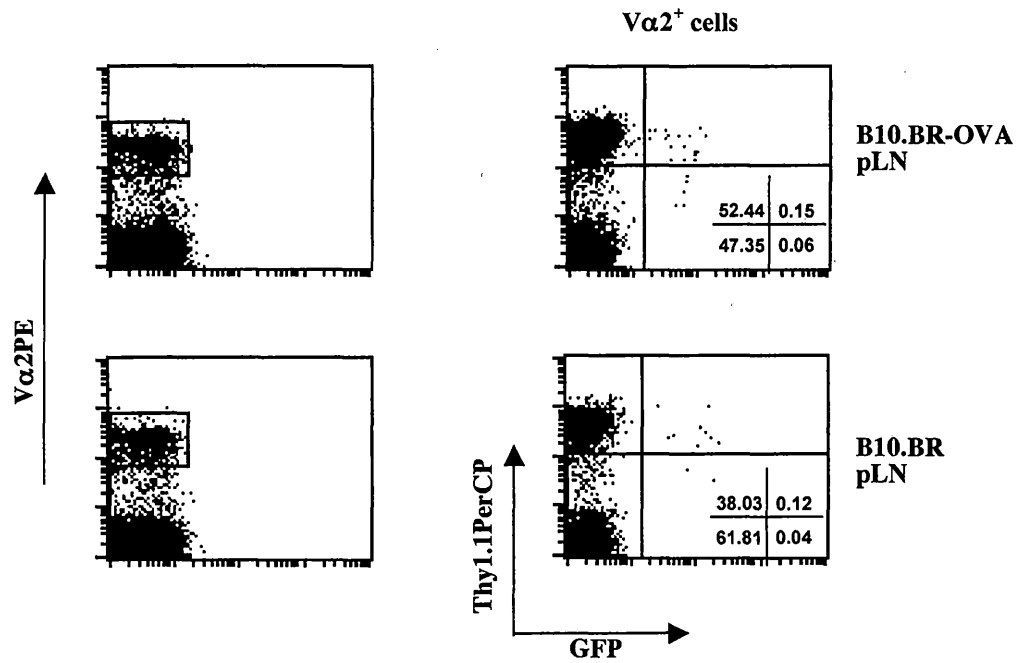 Vα2⁺ cells
Vα2PE
B10.BR-OVA
pLN
52.44 0.15
47.35 0.06
Thy1.1PerCP
B10.BR
pLN
38.03 0.12
61.81 0.04
GFP